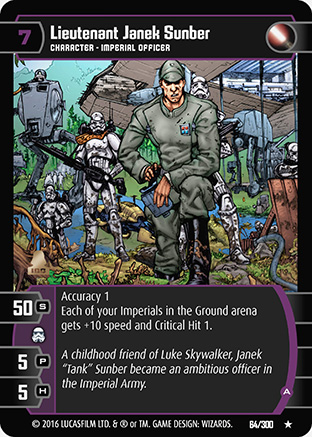 7
Lieutenant Janek Sunber
CHARACTER - IMPERIAL OFFICER
50 S
5 P
5 H
Accuracy 1
Each of your Imperials in the Ground arena
gets +10 speed and Critical Hit 1.
A childhood friend of Luke Skywalker, Janek
“Tank” Sunber became an ambitious officer in
the Imperial Army.
A
© 2016 LUCASFILM LTD. & ® or TM. GAME DESIGN: WIZARDS.
64/300 ★